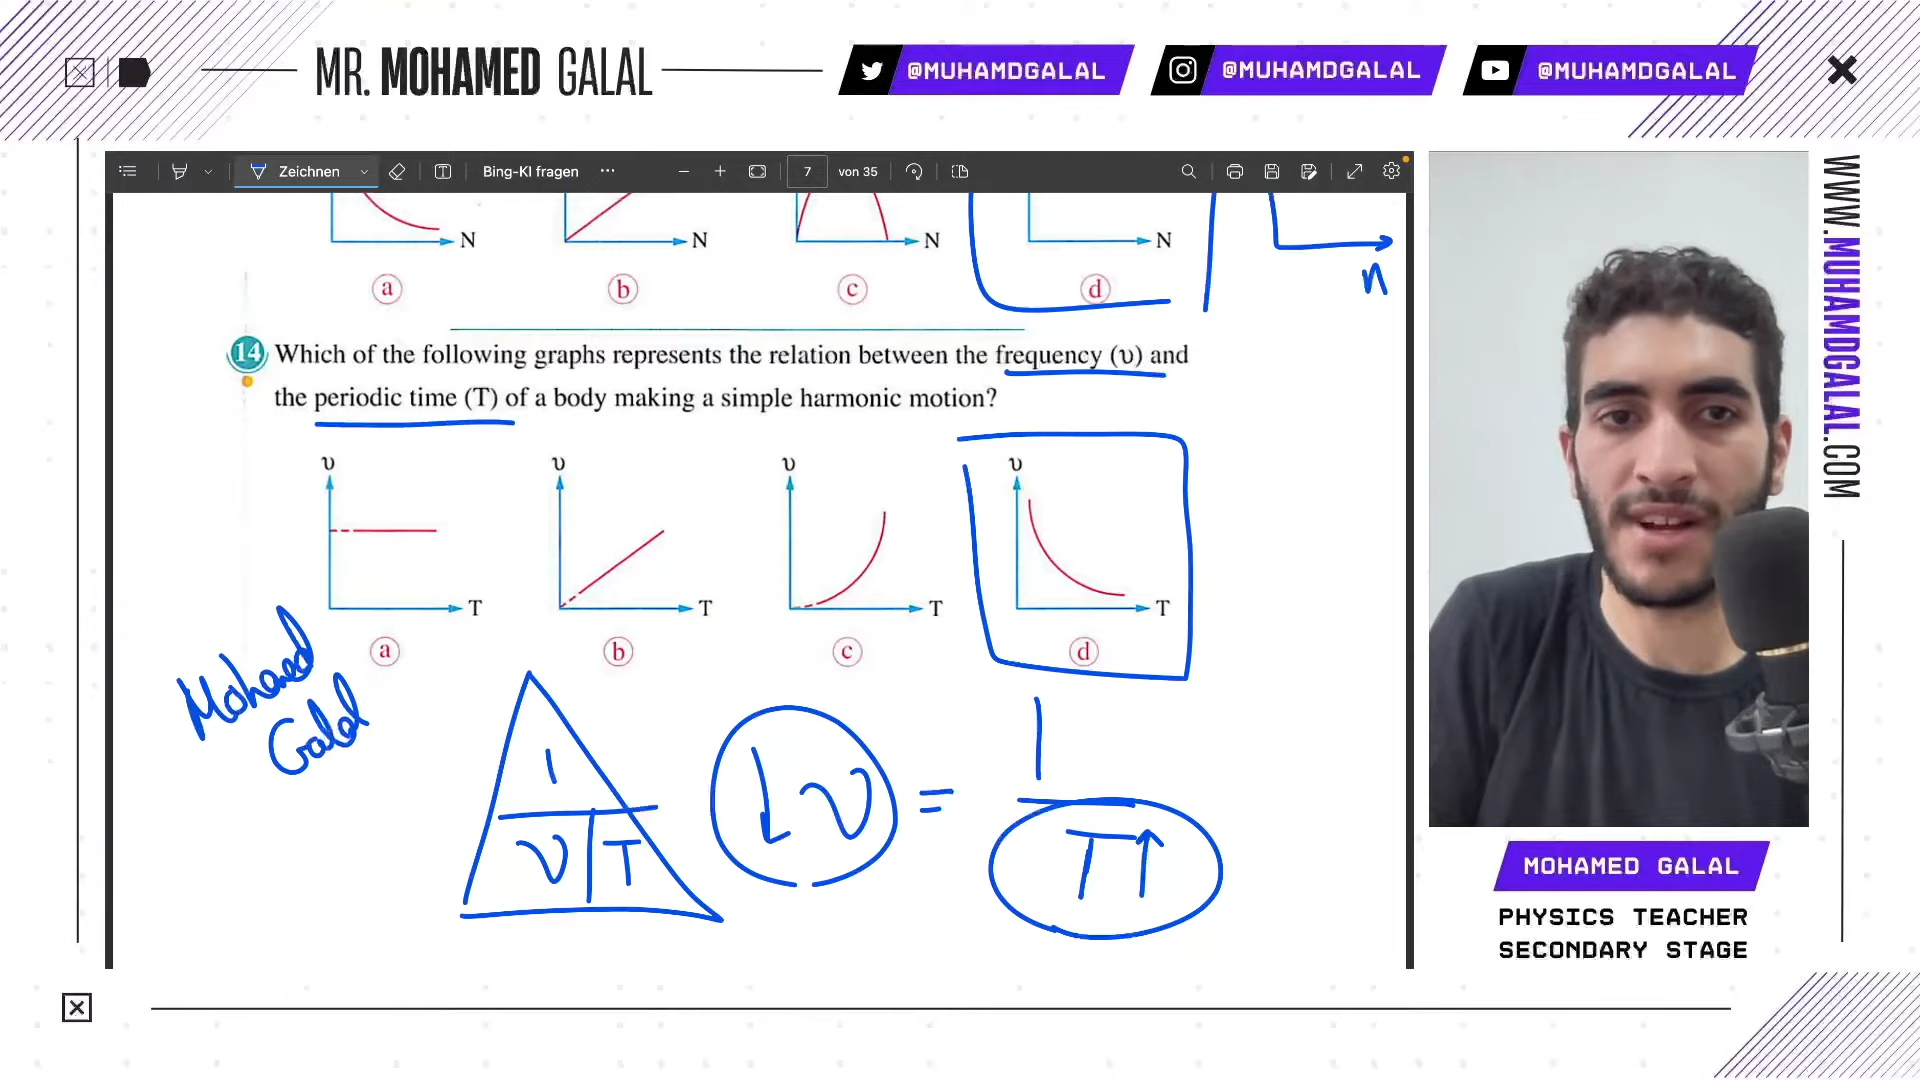 MR. MOHAMED GALAL
@MUHAMDGALAL
@MUHAMDGALAL
@MUHAMDGALAL
Zeichnen
Bing-KI fragen
7 von 35
N
N
N
N
n
a
b
c
d
14 Which of the following graphs represents the relation between the frequency (υ) and
the periodic time (T) of a body making a simple harmonic motion?
υ
υ
υ
υ
T
T
T
T
a
b
c
d
Mohamed
Galal
1
υ T
↓ υ = 1
T↑
WWW.MUHAMDGALAL.COM
MOHAMED GALAL
PHYSICS TEACHER
SECONDARY STAGE